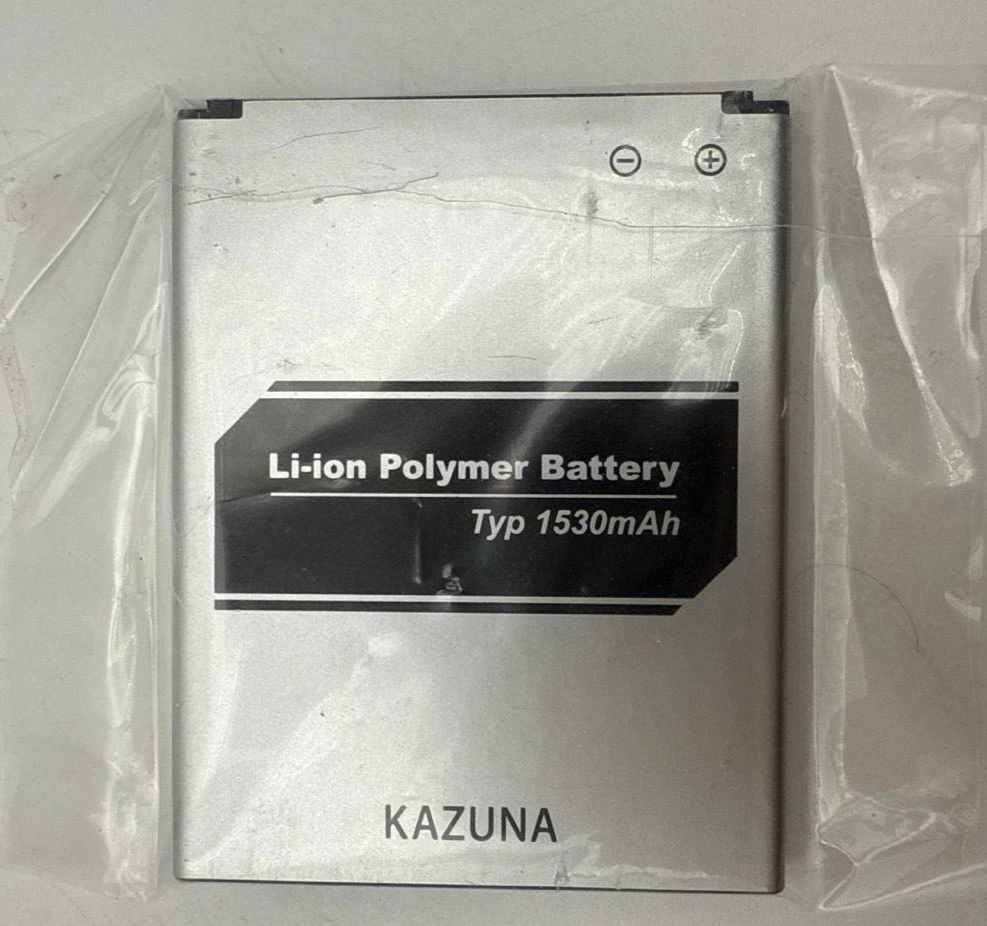 ⊖ ⊕
Li-ion Polymer Battery
Typ 1530mAh
KAZUNA